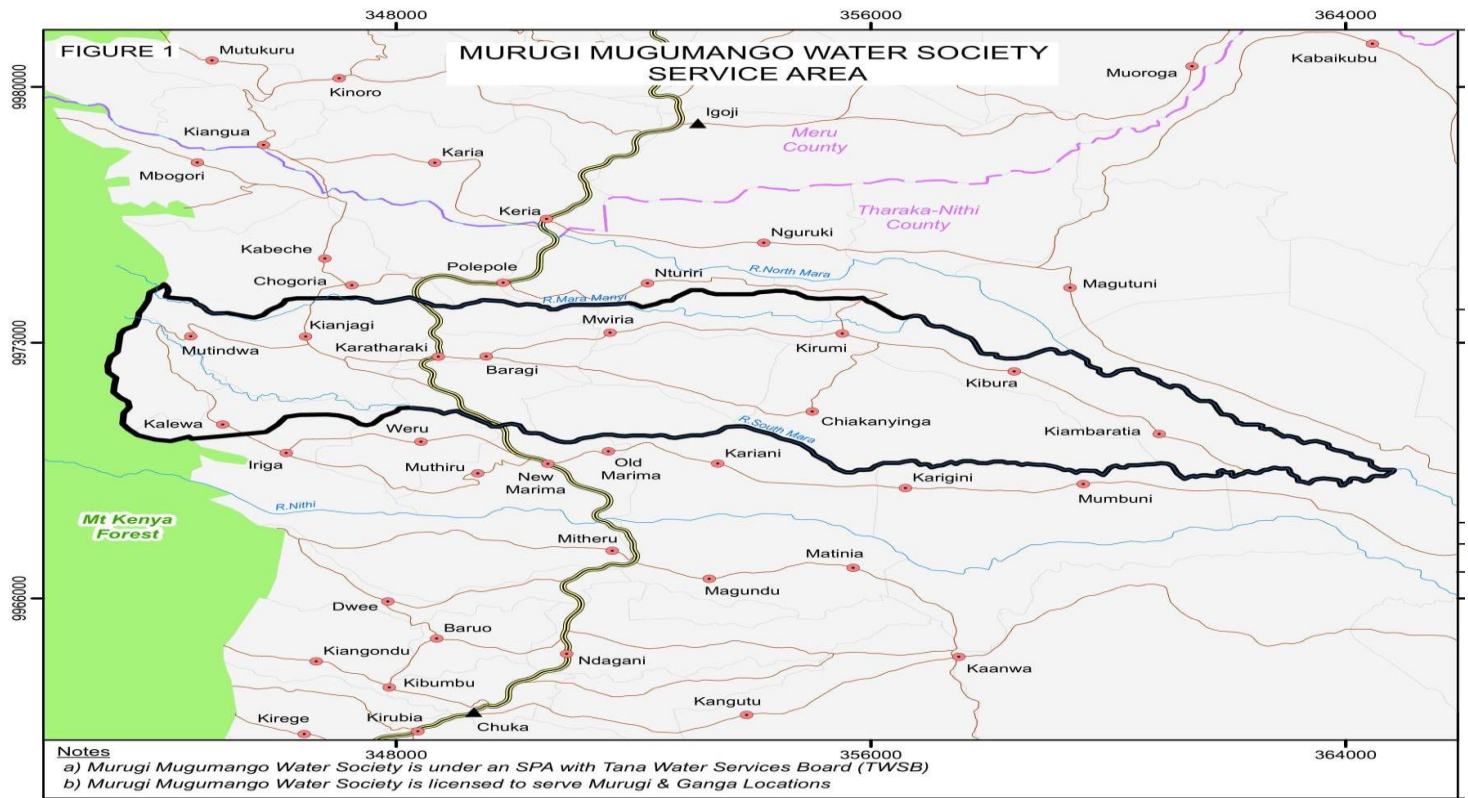 348000
356000
364000
FIGURE 1
MURUGI MUGUMANGO WATER SOCIETY
SERVICE AREA
Mutukuru
Kinoro
Muoroga
Kabaikubu
9980000
Igoji
Kiangua
Karia
Mbogori
Meru
County
Keria
Tharaka-Nithi
County
Nguruki
Kabeche
Polepole
R.North Mara
Chogoria
Nturiri
Magutuni
R.Mara Manyi
Kianjagi
Mwiria
9973000
Mutindwa
Karatharaki
Baragi
Kirumi
Kibura
Kalewa
Weru
Chiakanyinga
R.South Mara
Kiambaratia
Iriga
Muthiru
New
Marima
Old
Marima
Kariani
Karigini
Mumbuni
R.Nithi
Mt Kenya
Forest
Mitheru
Matinia
Magundu
9966000
Dwee
Baruo
Kiangondu
Ndagani
Kaanwa
Kibumbu
Kangutu
Kirege
Kirubia
Chuka
Notes
a) Murugi Mugumango Water Society is under an SPA with Tana Water Services Board (TWSB)
b) Murugi Mugumango Water Society is licensed to serve Murugi & Ganga Locations
348000
356000
364000